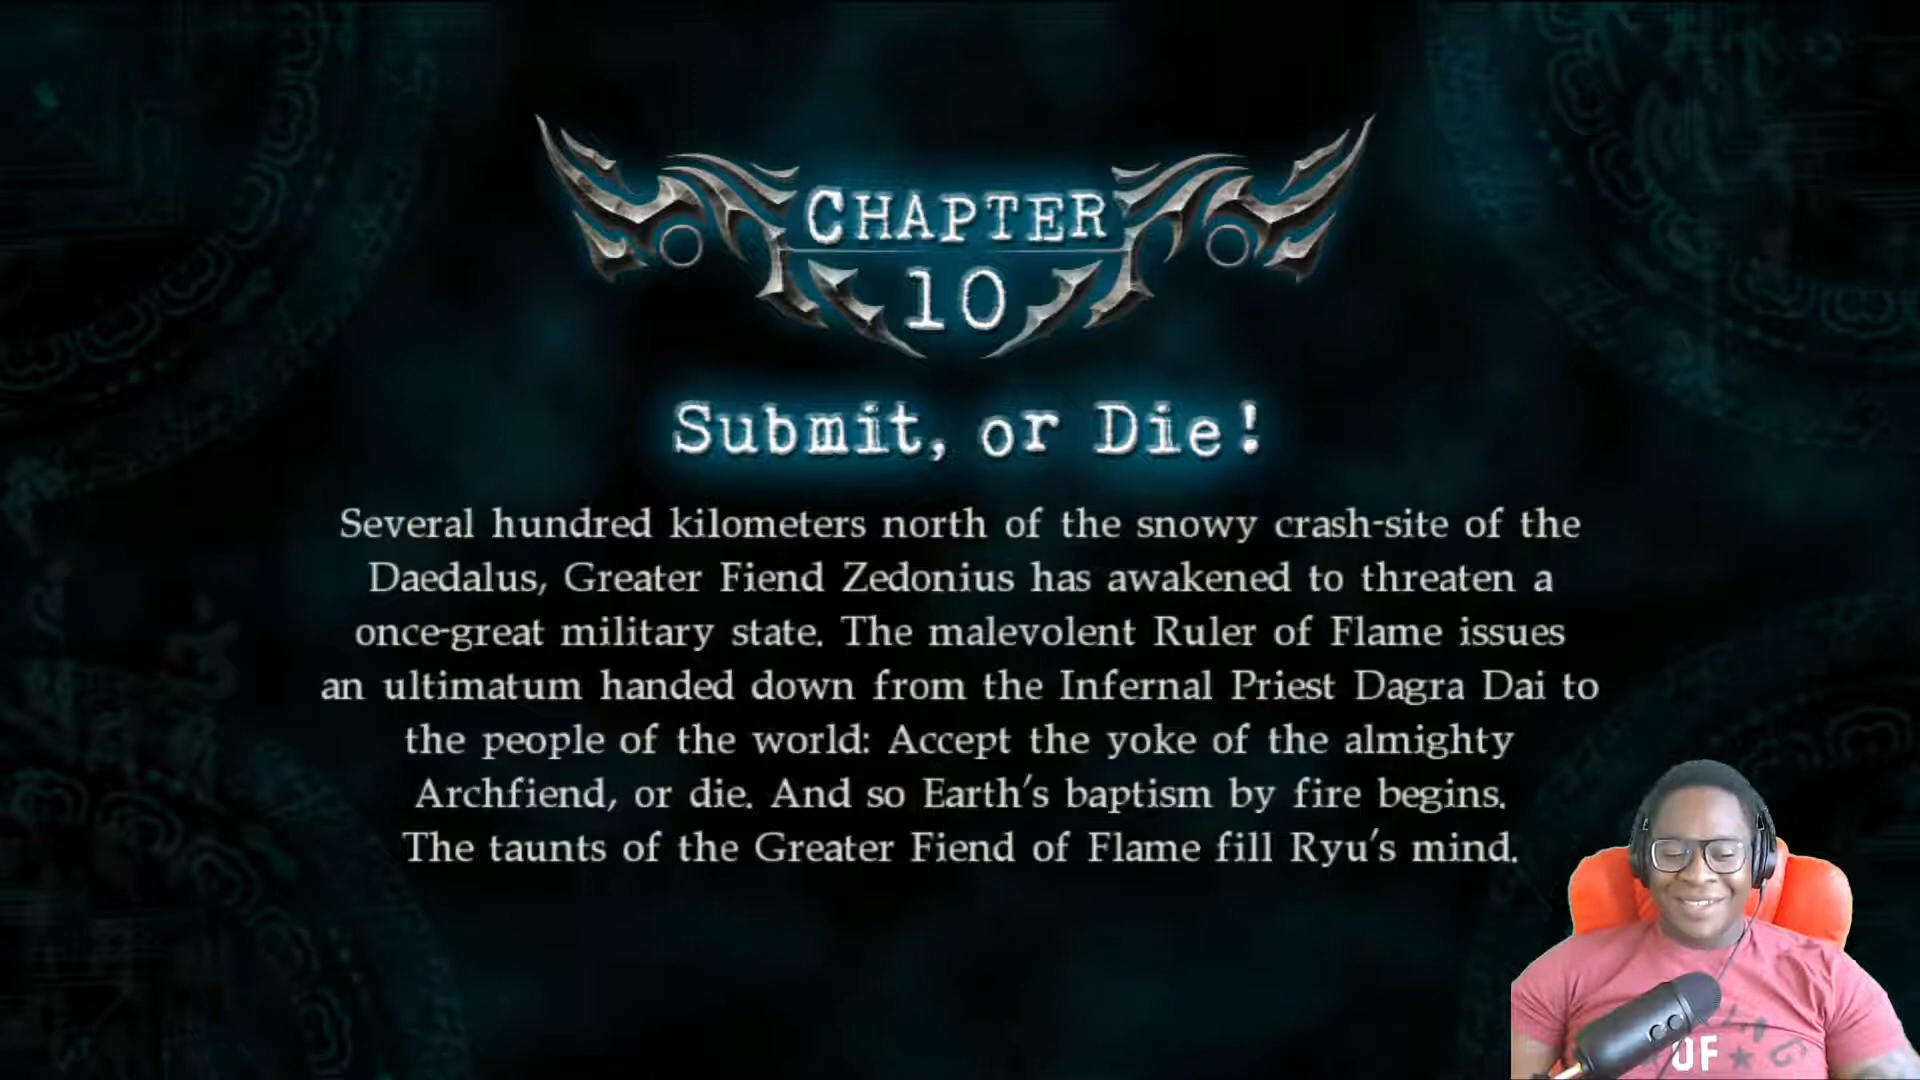 CHAPTER
10
Submit, or Die!
Several hundred kilometers north of the snowy crash-site of the
Daedalus, Greater Fiend Zedonius has awakened to threaten a
once-great military state. The malevolent Ruler of Flame issues
an ultimatum handed down from the Infernal Priest Dagra Dai to
the people of the world: Accept the yoke of the almighty
Archfiend, or die. And so Earth's baptism by fire begins.
The taunts of the Greater Fiend of Flame fill Ryu's mind.
OF